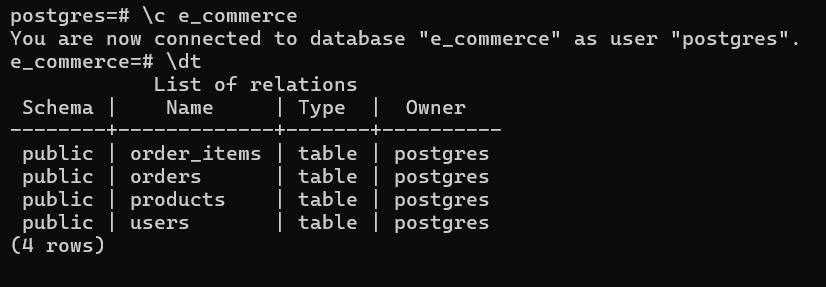 postgres=# \c e_commerce
You are now connected to database "e_commerce" as user "postgres".
e_commerce=# \dt
            List of relations
 Schema |    Name     | Type  |  Owner
--------+-------------+-------+----------
 public | order_items | table | postgres
 public | orders      | table | postgres
 public | products    | table | postgres
 public | users       | table | postgres
(4 rows)